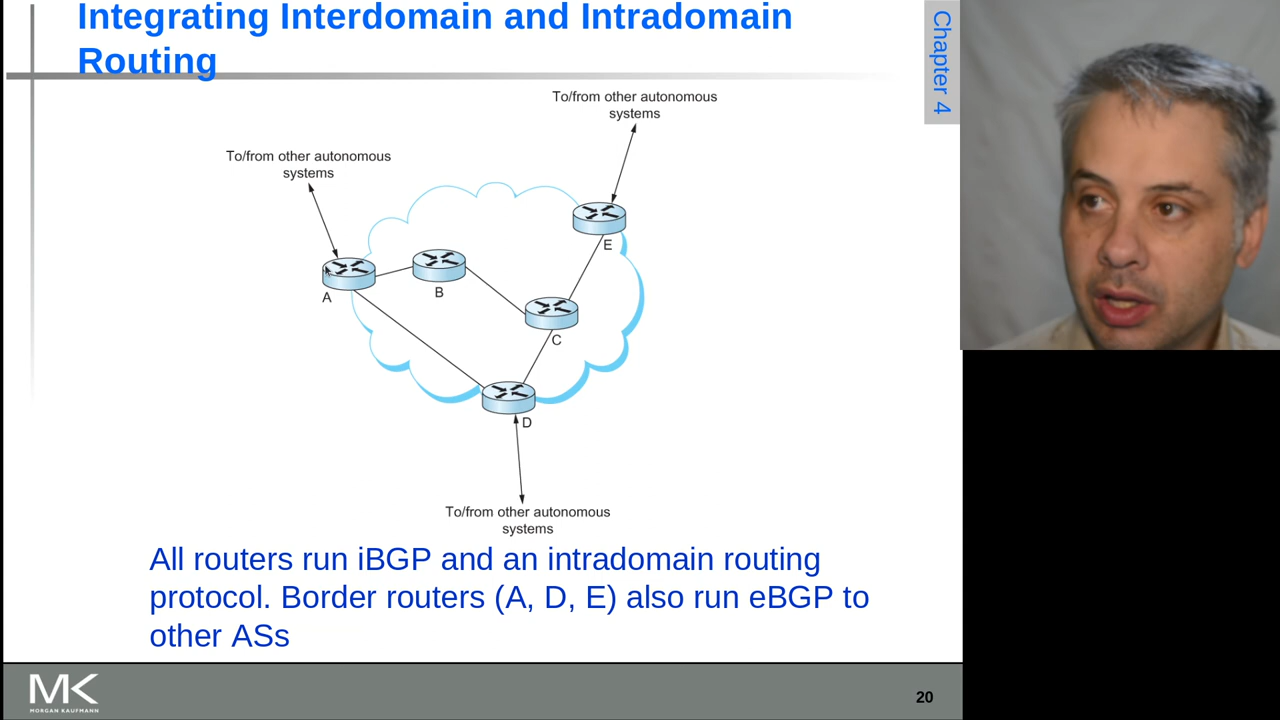 Integrating Interdomain and Intradomain
Routing
Chapter 4
To/from other autonomous
systems
To/from other autonomous
systems
E
A
B
C
D
To/from other autonomous
systems
All routers run iBGP and an intradomain routing
protocol. Border routers (A, D, E) also run eBGP to
other ASs
MK
MORGAN KAUFMANN
20